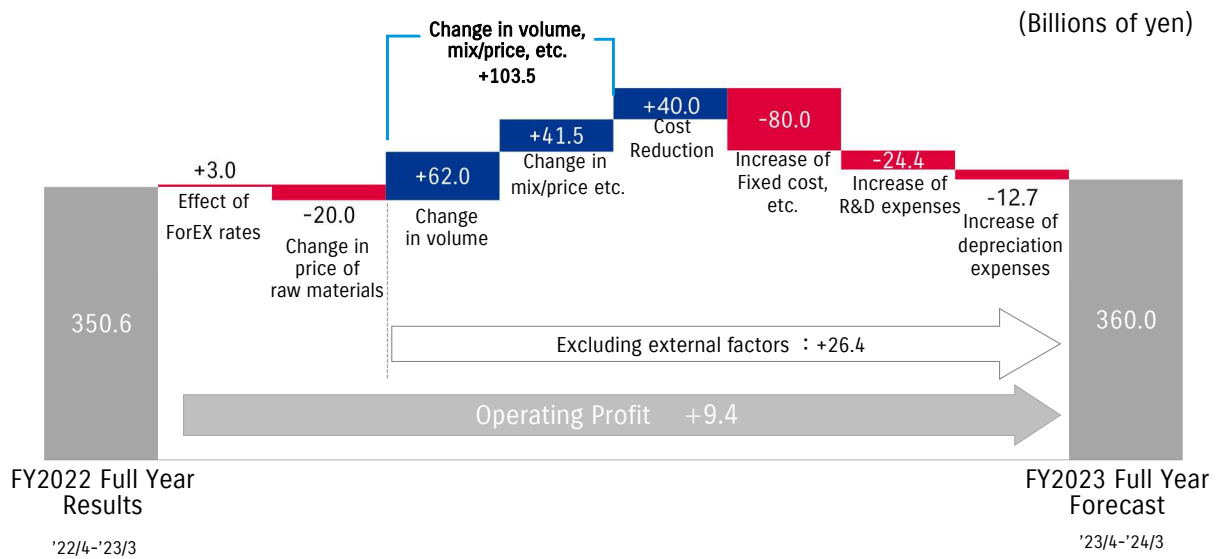 (Billions of yen)
Change in volume,
mix/price, etc.
+103.5
+3.0
Effect of
ForEX rates
-20.0
Change in
price of
raw materials
+62.0
Change
in volume
+41.5
Change in
mix/price etc.
+40.0
Cost
Reduction
-80.0
Increase of
Fixed cost,
etc.
-24.4
Increase of
R&D expenses
-12.7
Increase of
depreciation
expenses
350.6
360.0
Excluding external factors : +26.4
Operating Profit +9.4
FY2022 Full Year
Results
'22/4-'23/3
FY2023 Full Year
Forecast
'23/4-'24/3